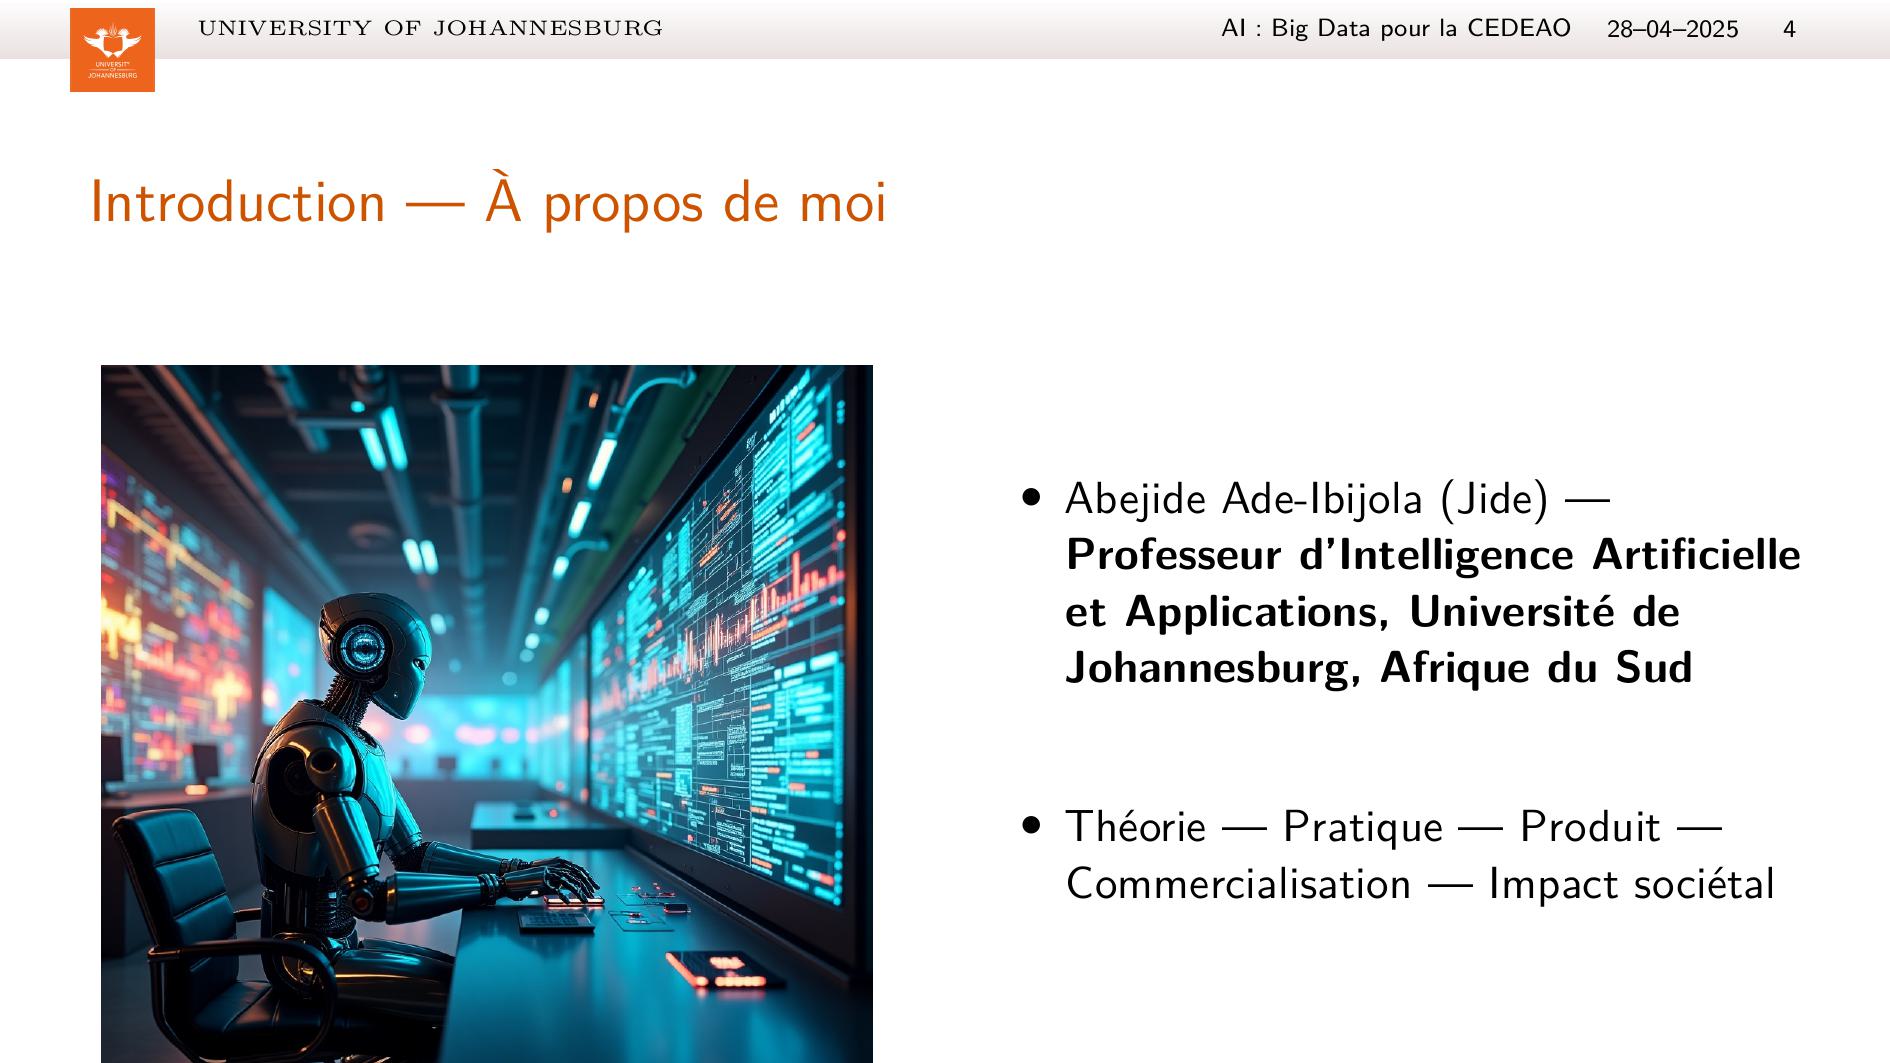 UNIVERSITY OF JOHANNESBURG
AI : Big Data pour la CEDEAO 28–04–2025 4
UNIVERSITY
OF
JOHANNESBURG
Introduction — À propos de moi
• Abejide Ade-Ibijola (Jide) —
Professeur d'Intelligence Artificielle
et Applications, Université de
Johannesburg, Afrique du Sud
• Théorie — Pratique — Produit —
Commercialisation — Impact sociétal